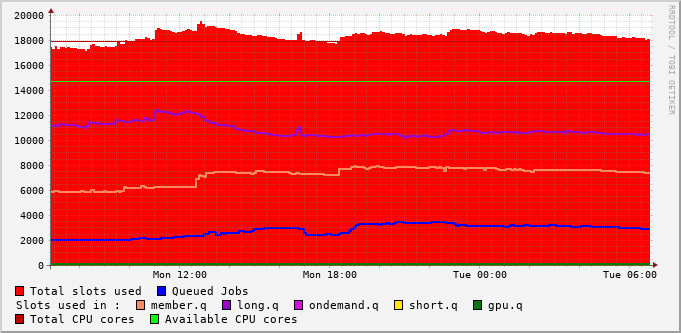 20000
18000
16000
14000
12000
10000
8000
6000
4000
2000
0
Mon 12:00 Mon 18:00 Tue 00:00 Tue 06:00
RRDTOOL / TOBI OETIKER
Total slots used Queued Jobs
Slots used in : member.q long.q ondemand.q short.q gpu.q
Total CPU cores Available CPU cores